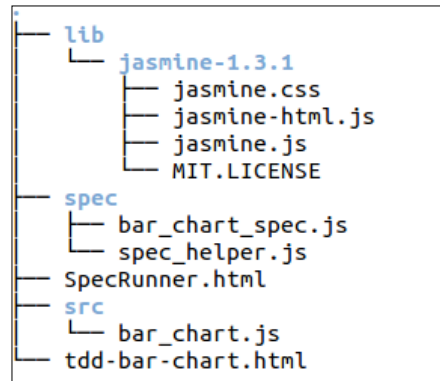 .
├── lib
│   └── jasmine-1.3.1
│       ├── jasmine.css
│       ├── jasmine-html.js
│       ├── jasmine.js
│       └── MIT.LICENSE
├── spec
│   ├── bar_chart_spec.js
│   └── spec_helper.js
├── SpecRunner.html
├── src
│   └── bar_chart.js
└── tdd-bar-chart.html